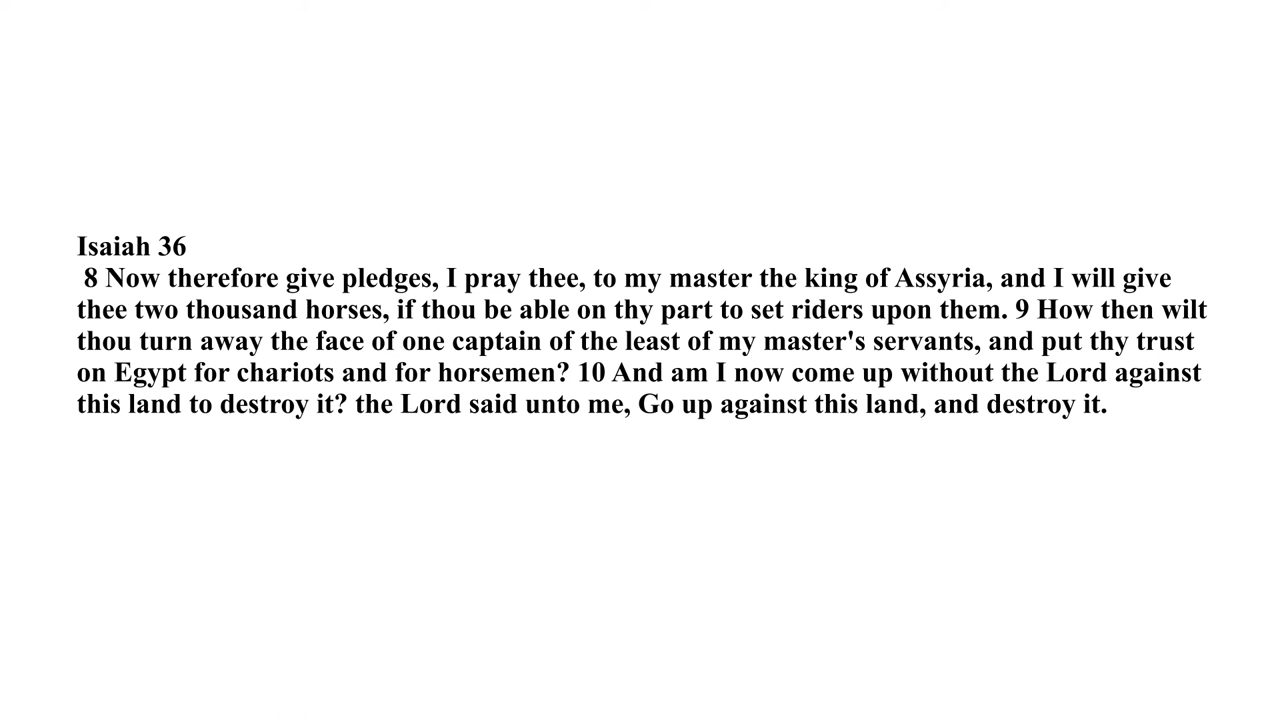 Isaiah 36
8 Now therefore give pledges, I pray thee, to my master the king of Assyria, and I will give
thee two thousand horses, if thou be able on thy part to set riders upon them. 9 How then wilt
thou turn away the face of one captain of the least of my master's servants, and put thy trust
on Egypt for chariots and for horsemen? 10 And am I now come up without the Lord against
this land to destroy it? the Lord said unto me, Go up against this land, and destroy it.